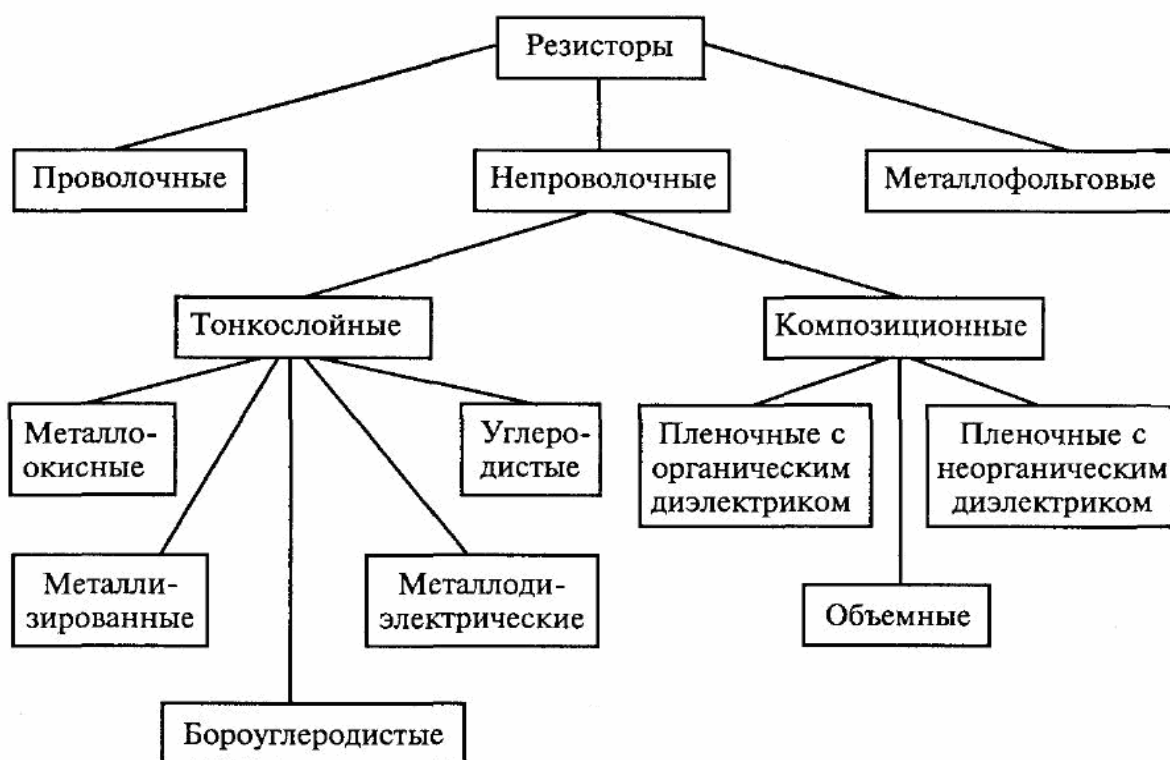 Резисторы
Проволочные
Непроволочные
Металлофольговые
Тонкослойные
Композиционные
Металло-
окисные
Углеро-
дистые
Пленочные с
органическим
диэлектриком
Пленочные с
неорганическим
диэлектриком
Металли-
зированные
Металлоди-
электрические
Объемные
Бороуглеродистые